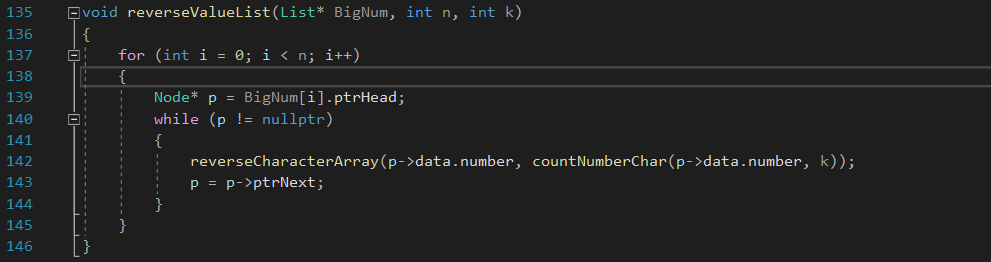 135 void reverseValueList(List* BigNum, int n, int k)
136 {
137     for (int i = 0; i < n; i++)
138     {
139         Node* p = BigNum[i].ptrHead;
140         while (p != nullptr)
141         {
142             reverseCharacterArray(p->data.number, countNumberChar(p->data.number, k));
143             p = p->ptrNext;
144         }
145     }
146 }